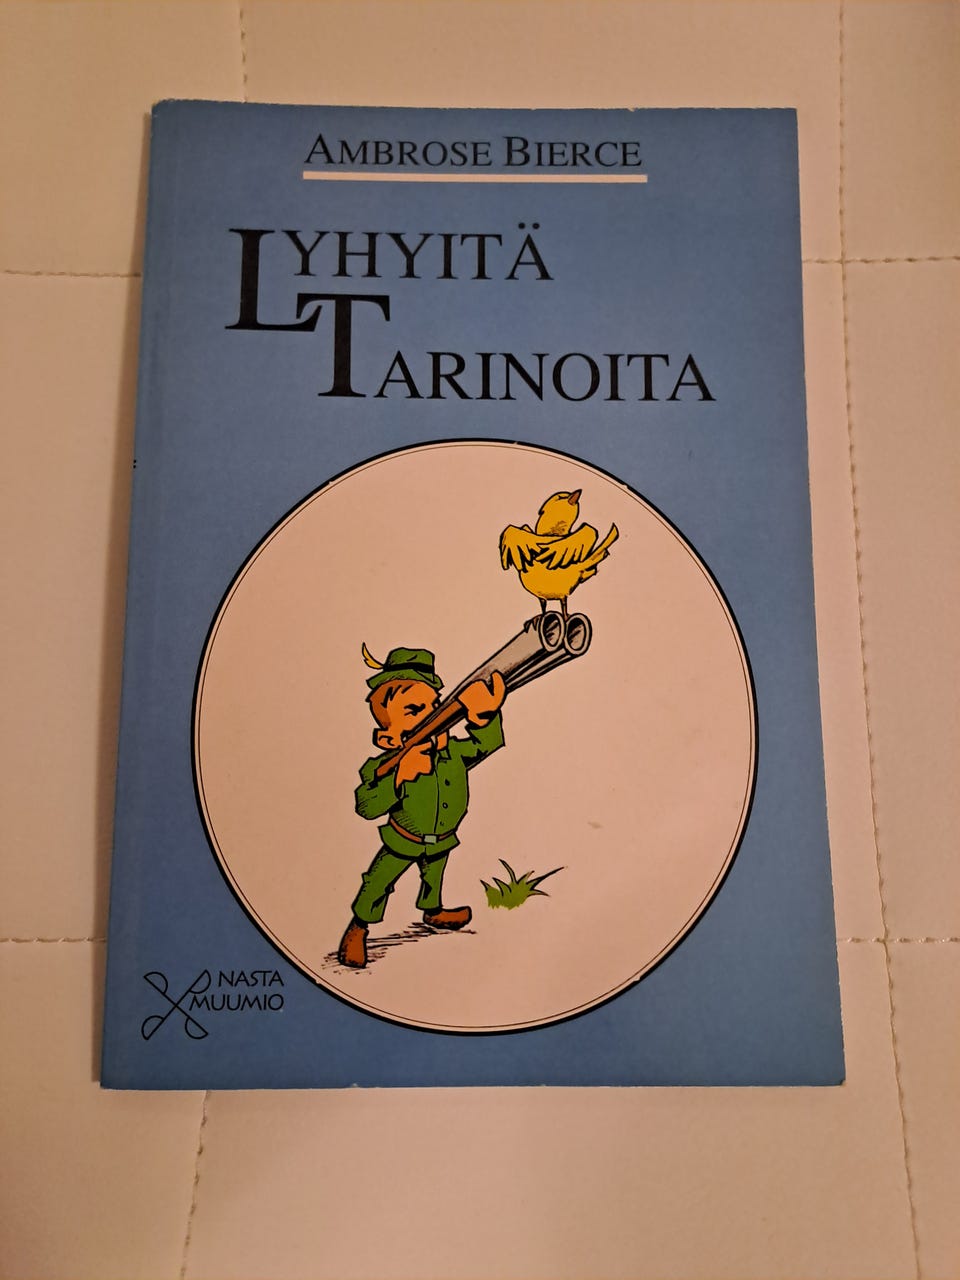 AMBROSE BIERCE
LYHYITÄ
TARINOITA
NASTA
MUUMIO